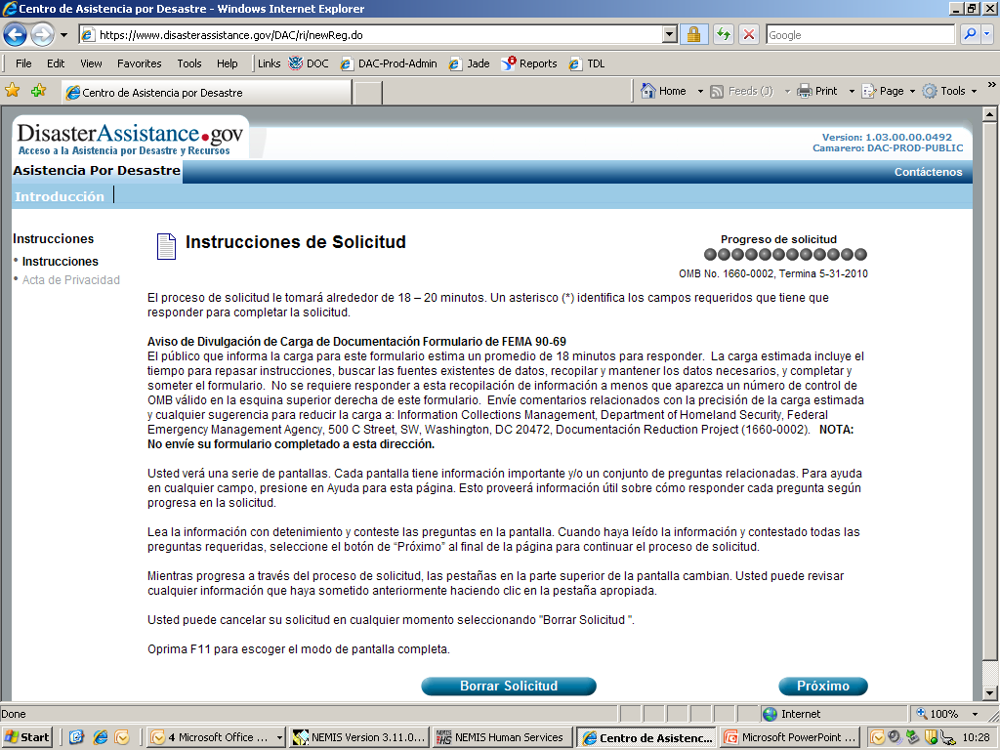 Centro de Asistencia por Desastre - Windows Internet Explorer
https://www.disasterassistance.gov/DAC/ri/newReg.do
Google
File Edit View Favorites Tools Help Links DOC DAC-Prod-Admin Jade Reports TDL
Centro de Asistencia por Desastre Home Feeds (J) Print Page Tools
DisasterAssistance.gov
Acceso a la Asistencia por Desastre y Recursos
Version: 1.03.00.00.0492
Camarero: DAC-PROD-PUBLIC
Asistencia Por Desastre Contáctenos
Introducción
Instrucciones
• Instrucciones
• Acta de Privacidad
Instrucciones de Solicitud
Progreso de solicitud
OMB No. 1660-0002, Termina 5-31-2010
El proceso de solicitud le tomará alrededor de 18 – 20 minutos. Un asterisco (*) identifica los campos requeridos que tiene que
responder para completar la solicitud.
Aviso de Divulgación de Carga de Documentación Formulario de FEMA 90-69
El público que informa la carga para este formulario estima un promedio de 18 minutos para responder. La carga estimada incluye el
tiempo para repasar instrucciones, buscar las fuentes existentes de datos, recopilar y mantener los datos necesarios, y completar y
someter el formulario. No se requiere responder a esta recopilación de información a menos que aparezca un número de control de
OMB válido en la esquina superior derecha de este formulario. Envíe comentarios relacionados con la precisión de la carga estimada
y cualquier sugerencia para reducir la carga a: Information Collections Management, Department of Homeland Security, Federal
Emergency Management Agency, 500 C Street, SW, Washington, DC 20472, Documentación Reduction Project (1660-0002). NOTA:
No envíe su formulario completado a esta dirección.
Usted verá una serie de pantallas. Cada pantalla tiene información importante y/o un conjunto de preguntas relacionadas. Para ayuda
en cualquier campo, presione en Ayuda para esta página. Esto proveerá información útil sobre cómo responder cada pregunta según
progresa en la solicitud.
Lea la información con detenimiento y conteste las preguntas en la pantalla. Cuando haya leído la información y contestado todas las
preguntas requeridas, seleccione el botón de “Próximo” al final de la página para continuar el proceso de solicitud.
Mientras progresa a través del proceso de solicitud, las pestañas en la parte superior de la pantalla cambian. Usted puede revisar
cualquier información que haya sometido anteriormente haciendo clic en la pestaña apropiada.
Usted puede cancelar su solicitud en cualquier momento seleccionando "Borrar Solicitud ".
Oprima F11 para escoger el modo de pantalla completa.
Borrar Solicitud Próximo
Done Internet 100%
Start 4 Microsoft Office ... NEMIS Version 3.11.0... NEMIS Human Services Centro de Asistenc... Microsoft PowerPoint ... 10:28